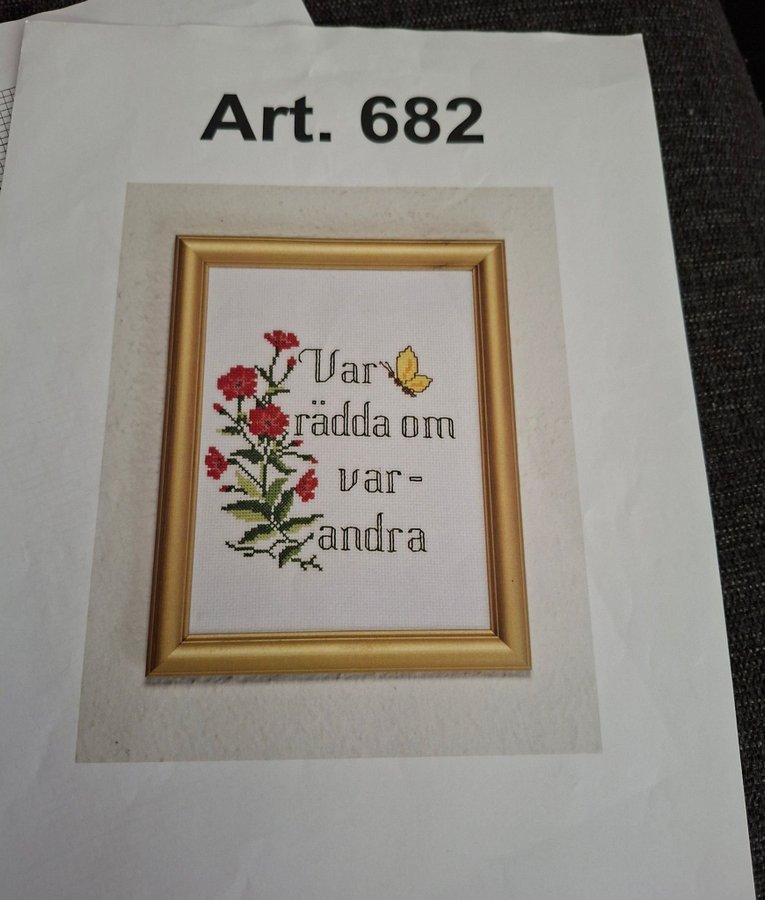 Art. 682
Var
rädda om
var-
andra